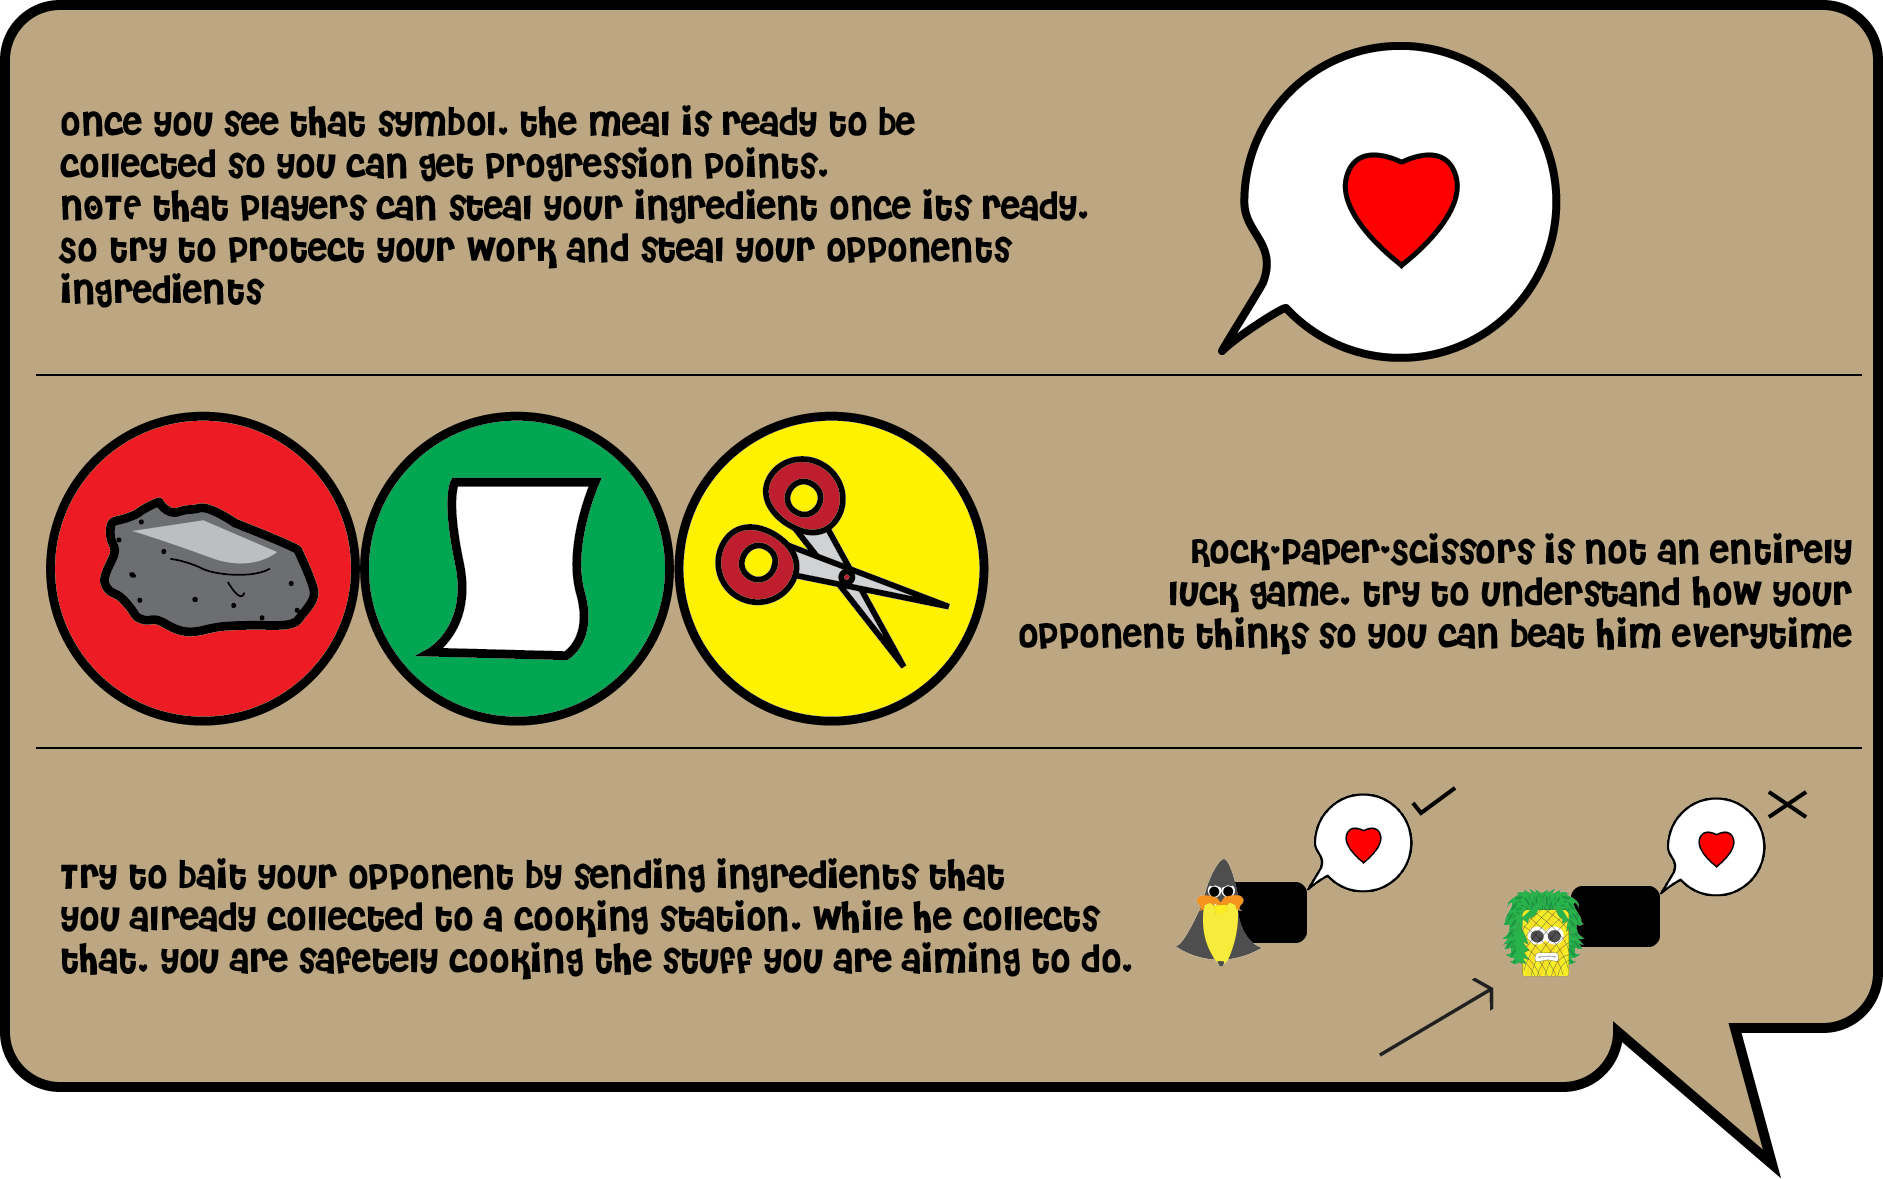 once you see that symbol. the meal is ready to be
collected so you can get progression points.
note that players can steal your ingredient once its ready.
so try to protect your work and steal your opponents
ingredients
Rock-paper-scissors is not an entirely
luck game. try to understand how your
opponent thinks so you can beat him everytime
Try to bait your opponent by sending ingredients that
you already collected to a cooking station. While he collects
that. you are safetely cooking the stuff you are aiming to do.